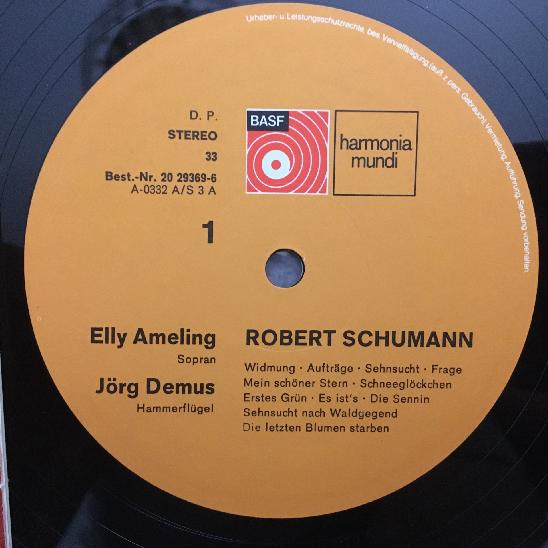 Urheber- u. Leistungsschutzrechte, bes. Vervielfältigung (auß. z. pers. Gebrauch), Vermietung, Aufführung, Sendung vorbehalten.
D. P.
STEREO
33
Best.-Nr. 20 29369-6
A-0332 A/S 3 A
1
BASF
harmonia
mundi
Elly Ameling
Sopran
Jörg Demus
Hammerflügel
ROBERT SCHUMANN
Widmung · Aufträge · Sehnsucht · Frage
Mein schöner Stern · Schneeglöckchen
Erstes Grün · Es ist's · Die Sennin
Sehnsucht nach Waldgegend
Die letzten Blumen starben